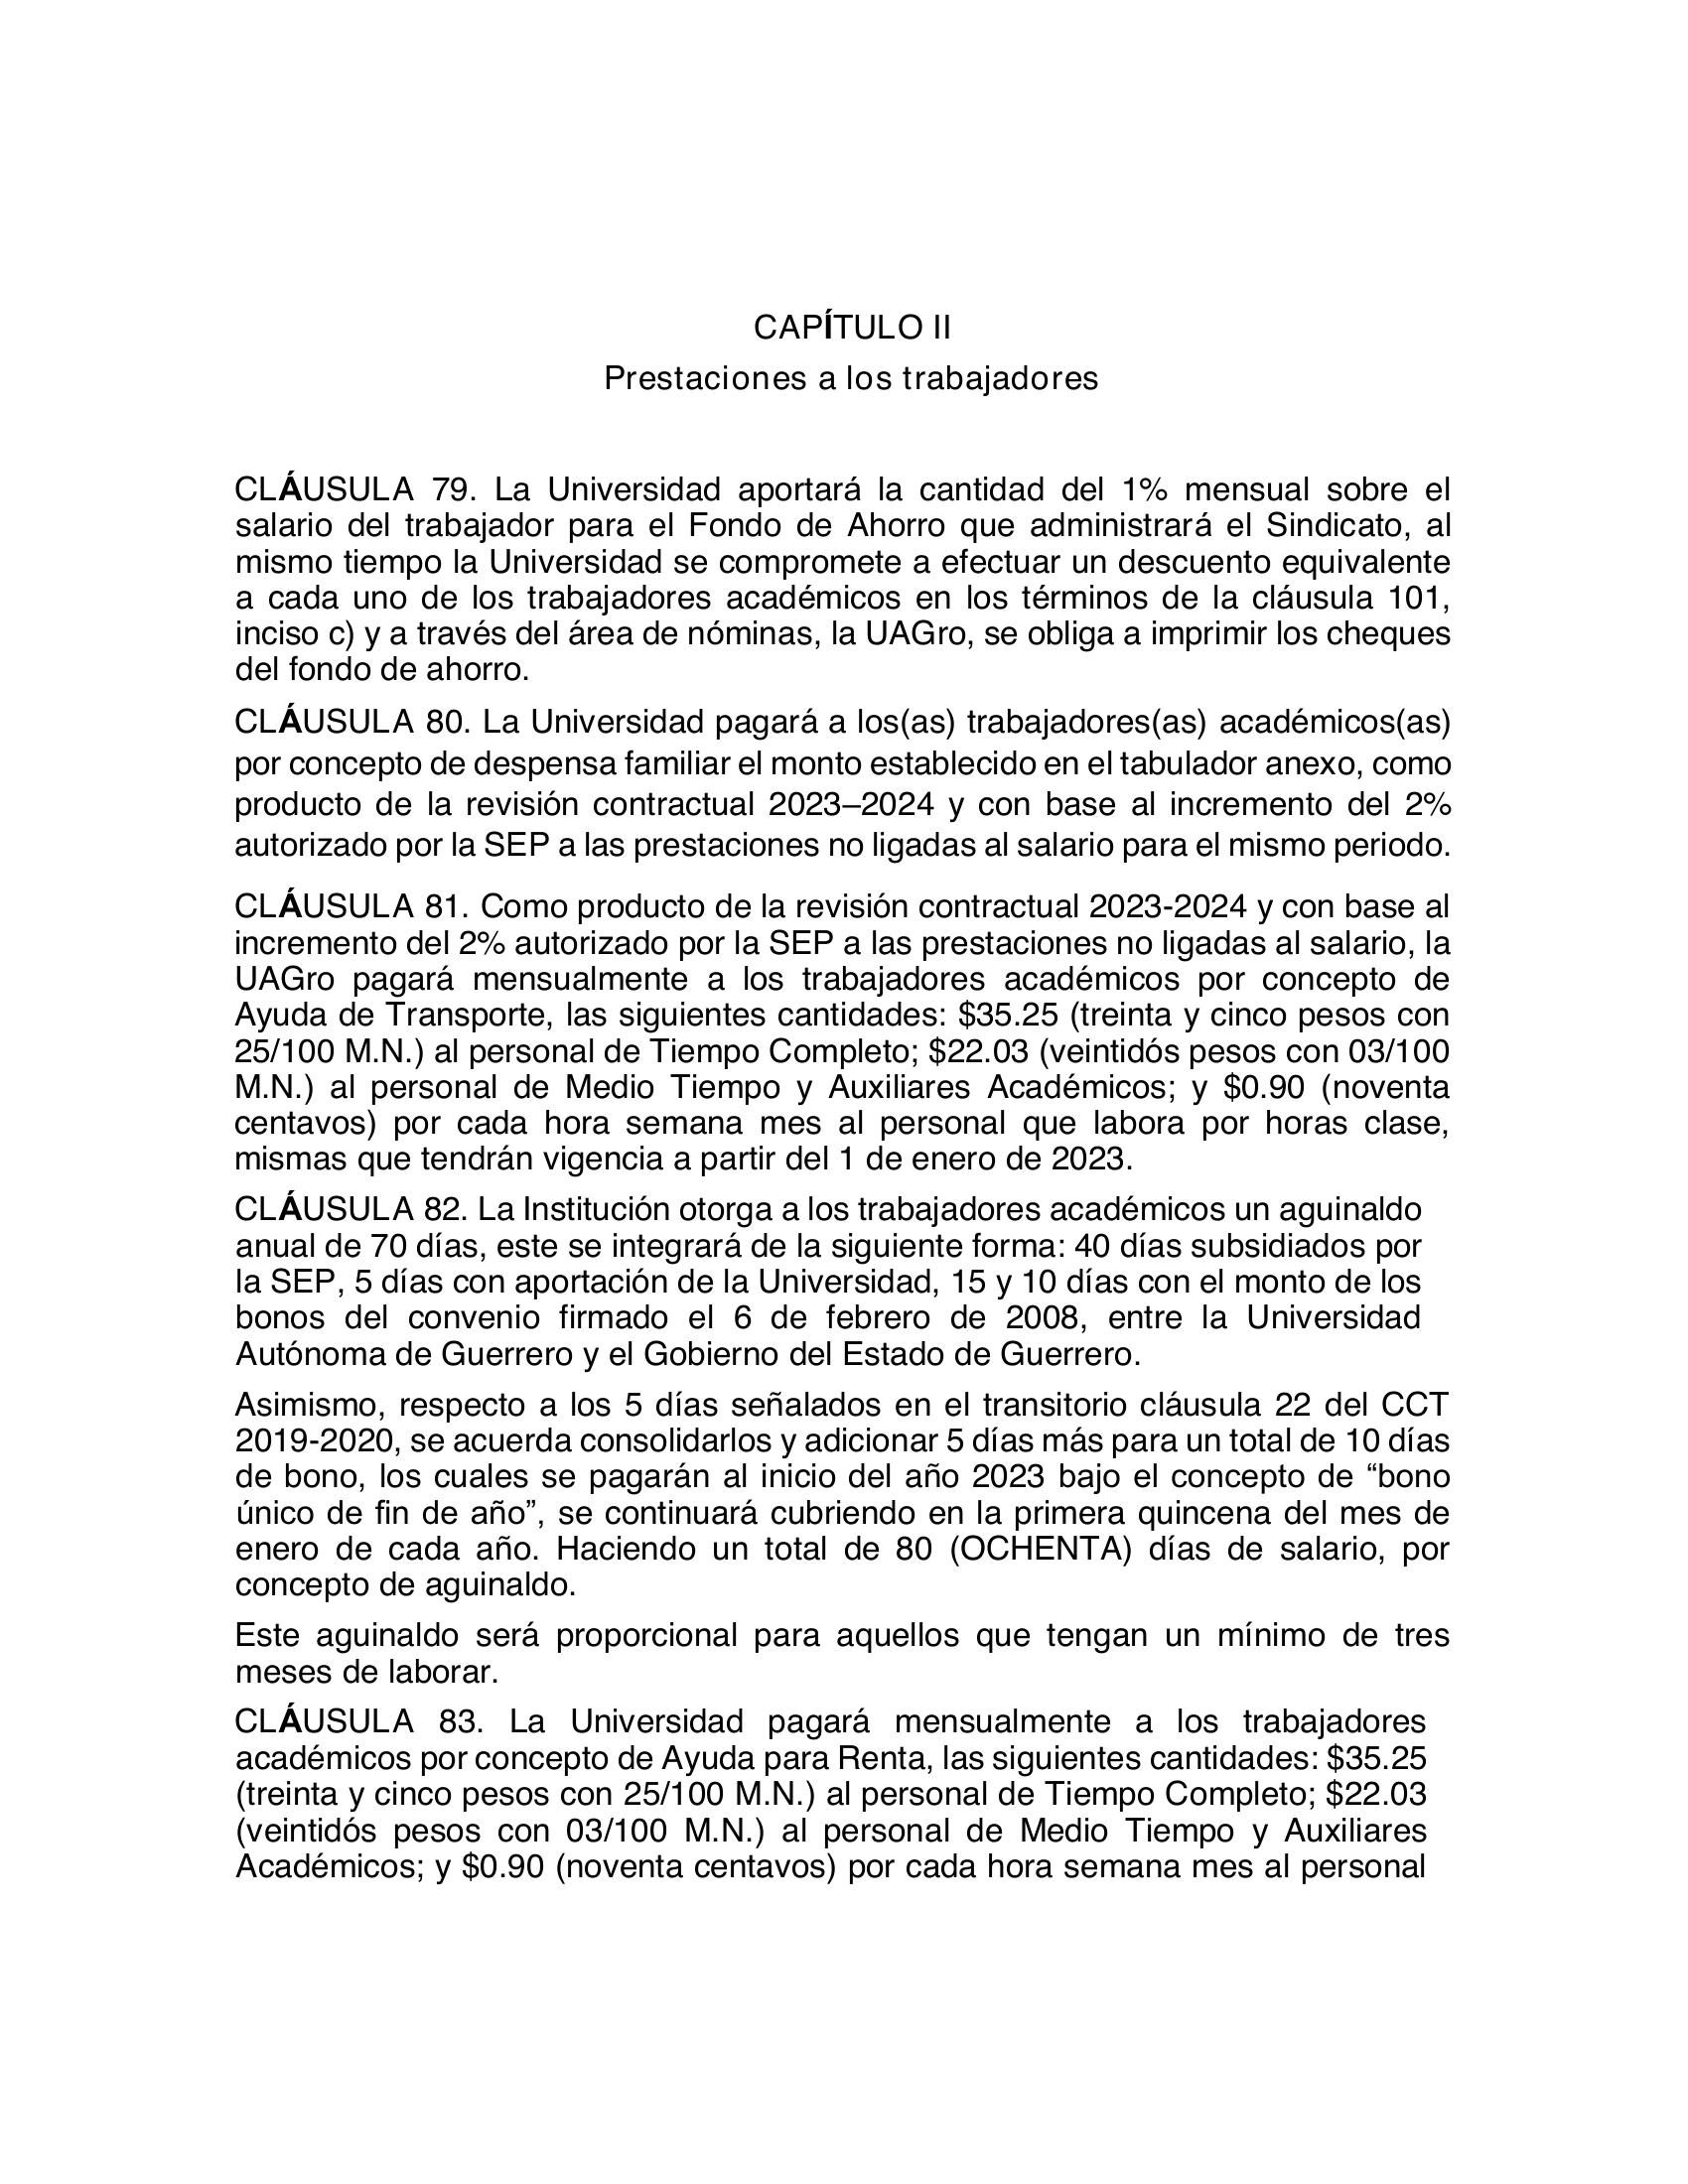 CAPÍTULO II
Prestaciones a los trabajadores
CLÁUSULA 79. La Universidad aportará la cantidad del 1% mensual sobre el
salario del trabajador para el Fondo de Ahorro que administrará el Sindicato, al
mismo tiempo la Universidad se compromete a efectuar un descuento equivalente
a cada uno de los trabajadores académicos en los términos de la cláusula 101,
inciso c) y a través del área de nóminas, la UAGro, se obliga a imprimir los cheques
del fondo de ahorro.
CLÁUSULA 80. La Universidad pagará a los(as) trabajadores(as) académicos(as)
por concepto de despensa familiar el monto establecido en el tabulador anexo, como
producto de la revisión contractual 2023–2024 y con base al incremento del 2%
autorizado por la SEP a las prestaciones no ligadas al salario para el mismo periodo.
CLÁUSULA 81. Como producto de la revisión contractual 2023-2024 y con base al
incremento del 2% autorizado por la SEP a las prestaciones no ligadas al salario, la
UAGro pagará mensualmente a los trabajadores académicos por concepto de
Ayuda de Transporte, las siguientes cantidades: $35.25 (treinta y cinco pesos con
25/100 M.N.) al personal de Tiempo Completo; $22.03 (veintidós pesos con 03/100
M.N.) al personal de Medio Tiempo y Auxiliares Académicos; y $0.90 (noventa
centavos) por cada hora semana mes al personal que labora por horas clase,
mismas que tendrán vigencia a partir del 1 de enero de 2023.
CLÁUSULA 82. La Institución otorga a los trabajadores académicos un aguinaldo
anual de 70 días, este se integrará de la siguiente forma: 40 días subsidiados por
la SEP, 5 días con aportación de la Universidad, 15 y 10 días con el monto de los
bonos del convenio firmado el 6 de febrero de 2008, entre la Universidad
Autónoma de Guerrero y el Gobierno del Estado de Guerrero.
Asimismo, respecto a los 5 días señalados en el transitorio cláusula 22 del CCT
2019-2020, se acuerda consolidarlos y adicionar 5 días más para un total de 10 días
de bono, los cuales se pagarán al inicio del año 2023 bajo el concepto de “bono
único de fin de año”, se continuará cubriendo en la primera quincena del mes de
enero de cada año. Haciendo un total de 80 (OCHENTA) días de salario, por
concepto de aguinaldo.
Este aguinaldo será proporcional para aquellos que tengan un mínimo de tres
meses de laborar.
CLÁUSULA 83. La Universidad pagará mensualmente a los trabajadores
académicos por concepto de Ayuda para Renta, las siguientes cantidades: $35.25
(treinta y cinco pesos con 25/100 M.N.) al personal de Tiempo Completo; $22.03
(veintidós pesos con 03/100 M.N.) al personal de Medio Tiempo y Auxiliares
Académicos; y $0.90 (noventa centavos) por cada hora semana mes al personal